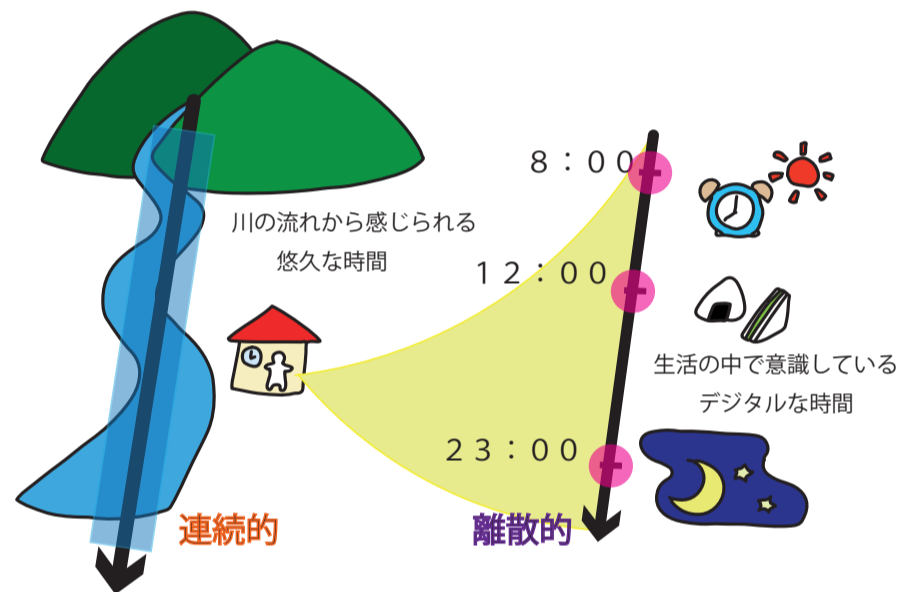 川の流れから感じられる
悠久な時間
連続的
8：00
12：00
23：00
生活の中で意識している
デジタルな時間
離散的